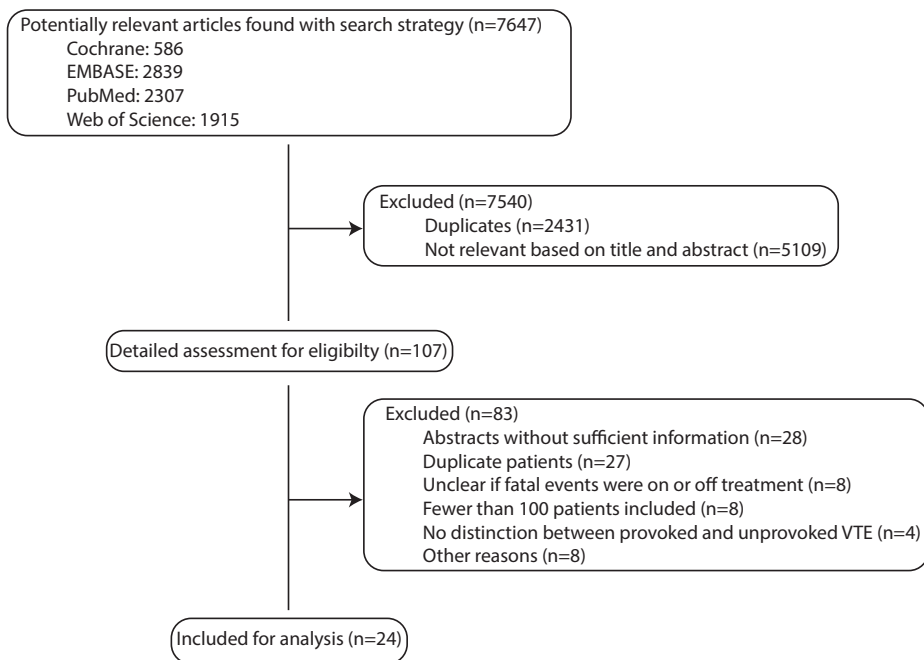 Potentially relevant articles found with search strategy (n=7647)
Cochrane: 586
EMBASE: 2839
PubMed: 2307
Web of Science: 1915
Excluded (n=7540)
Duplicates (n=2431)
Not relevant based on title and abstract (n=5109)
Detailed assessment for eligibilty (n=107)
Excluded (n=83)
Abstracts without sufficient information (n=28)
Duplicate patients (n=27)
Unclear if fatal events were on or off treatment (n=8)
Fewer than 100 patients included (n=8)
No distinction between provoked and unprovoked VTE (n=4)
Other reasons (n=8)
Included for analysis (n=24)